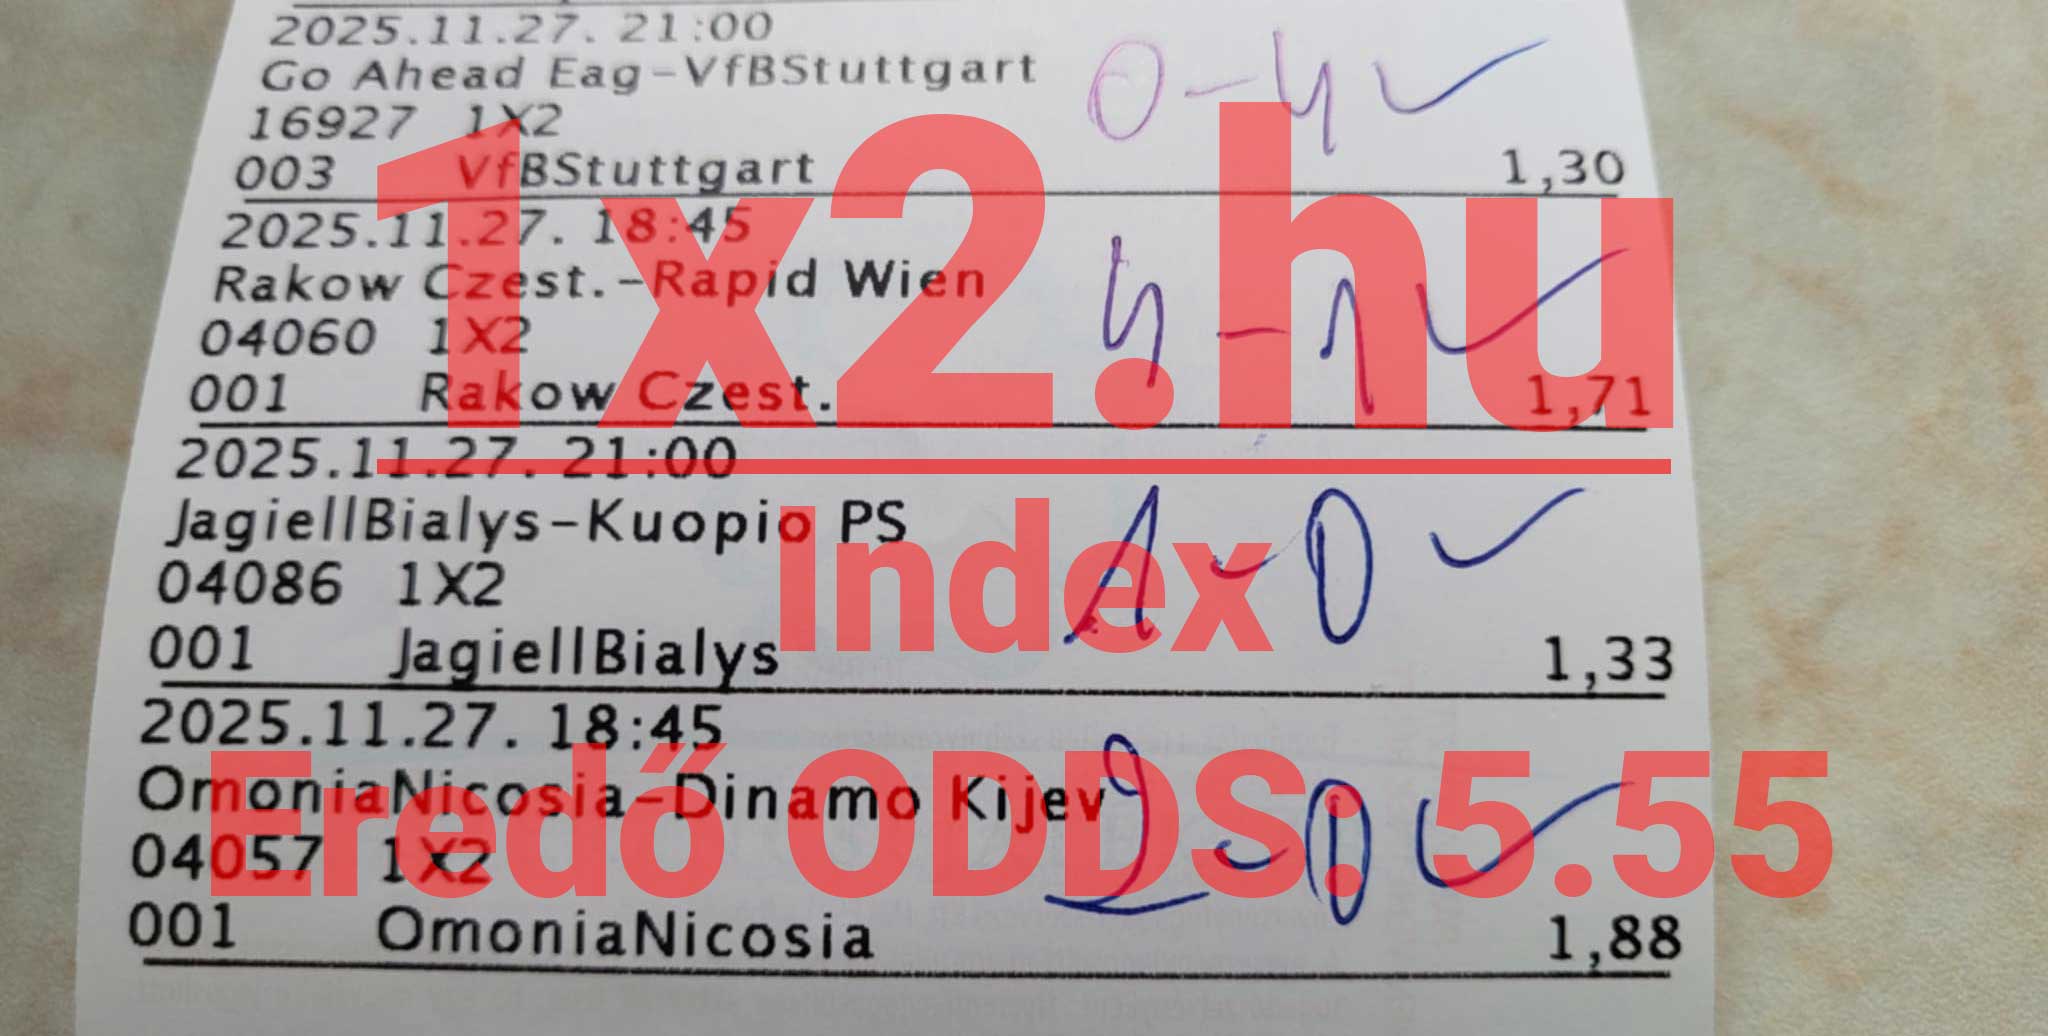 2025.11.27. 21:00
Go Ahead Eag-VfBStuttgart 0-4
16927 1X2
003 VfBStuttgart 1,30
2025.11.27. 18:45
Rakow Czest.-Rapid Wien 4-1
04060 1X2
001 Rakow Czest. 1,71
2025.11.27. 21:00
JagiellBialys-Kuopio PS 1-0
04086 1X2
001 JagiellBialys 1,33
2025.11.27. 18:45
OmoniaNicosia-Dinamo Kijev 2-0
04057 1X2
001 OmoniaNicosia 1,88
1x2.hu
Index
Eredő ODDS: 5.55